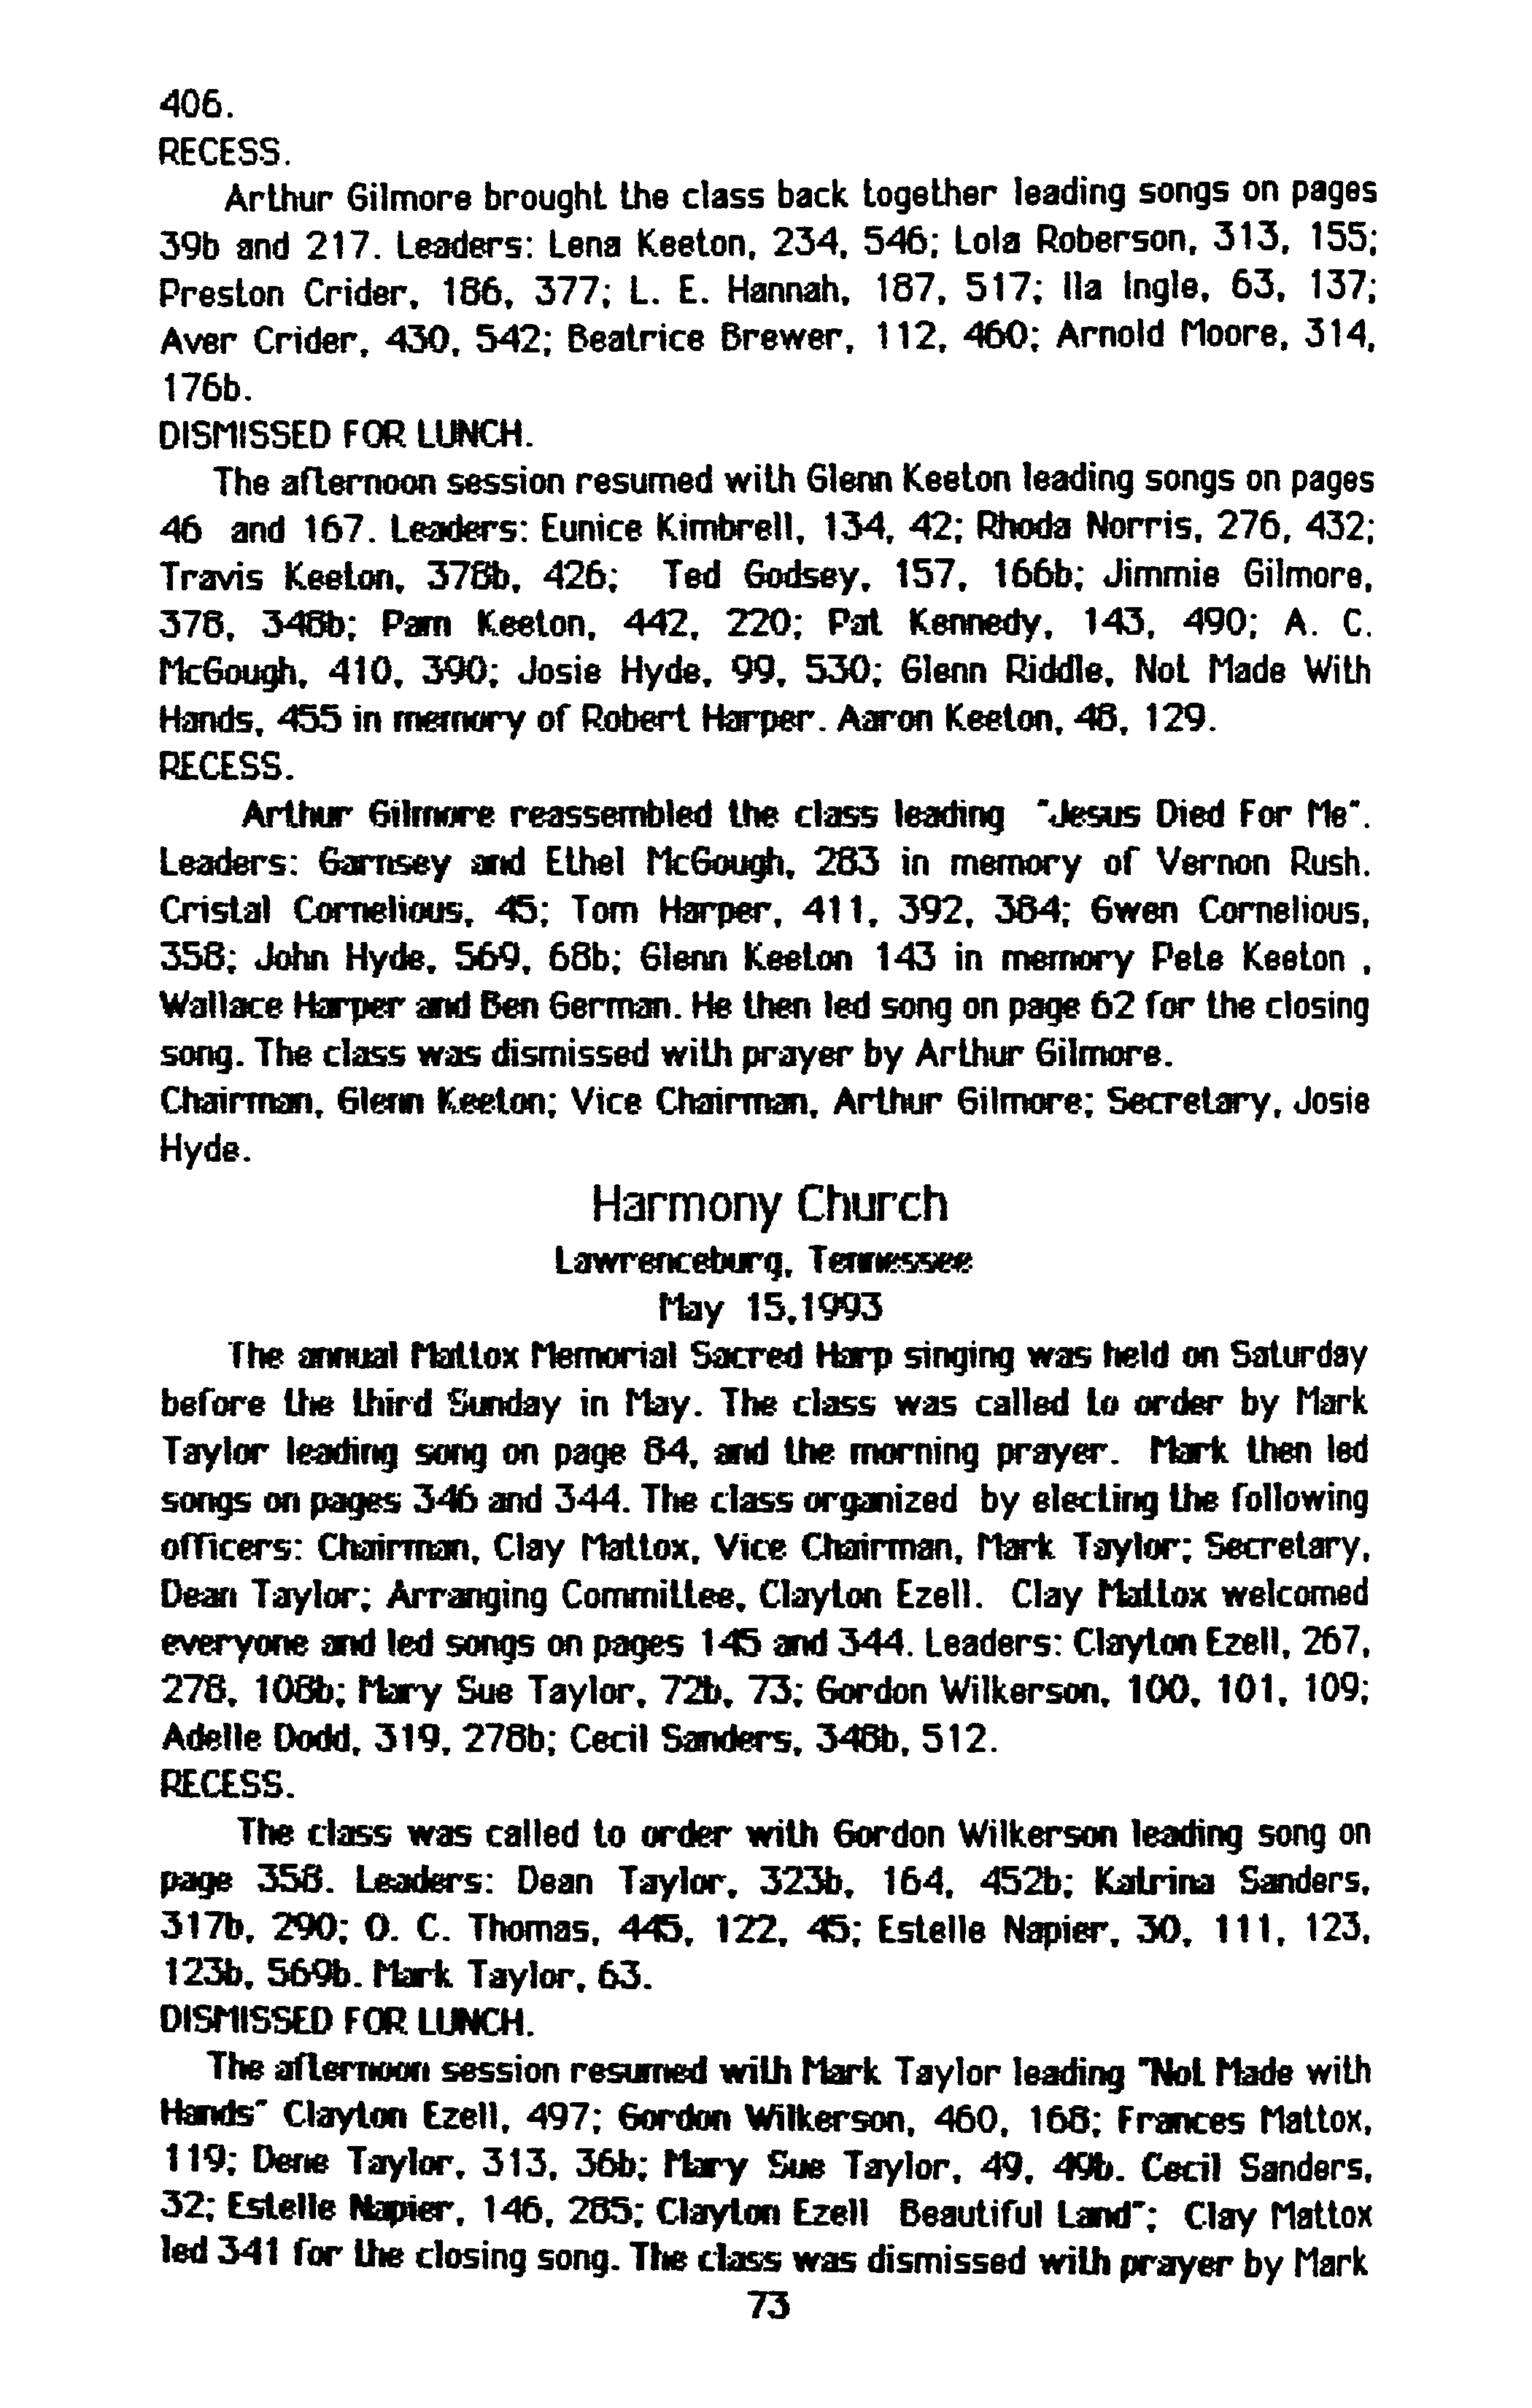 406.
RECESS.
Arthur Gilmore brought the class back together leading songs on pages
39b and 217. Leaders: Lena Keeton, 234, 546; Lola Roberson, 313, 155;
Preston Crider, 186, 377; L. E. Hannah, 187, 517; Ila Ingle, 63, 137;
Aver Crider, 430, 542; Beatrice Brewer, 112, 460; Arnold Moore, 314,
176b.
DISMISSED FOR LUNCH.
The afternoon session resumed with Glenn Keeton leading songs on pages
46 and 167. Leaders: Eunice Kimbrell, 134, 42; Rhoda Norris, 276, 432;
Travis Keeton, 378b, 426; Ted Godsey, 157, 166b; Jimmie Gilmore,
378, 348b; Pam Keeton, 442, 220; Pat Kennedy, 143, 490; A. C.
McGough, 410, 390; Josie Hyde, 99, 530; Glenn Riddle, Not Made With
Hands, 455 in memory of Robert Harper. Aaron Keeton, 48, 129.
RECESS.
Arthur Gilmore reassembled the class leading "Jesus Died For Me".
Leaders: Garnsey and Ethel McGough, 283 in memory of Vernon Rush.
Cristal Cornelious, 45; Tom Harper, 411, 392, 384; Gwen Cornelious,
358; John Hyde, 569, 68b; Glenn Keeton 143 in memory Pete Keeton ,
Wallace Harper and Ben German. He then led song on page 62 for the closing
song. The class was dismissed with prayer by Arthur Gilmore.
Chairman, Glenn Keeton; Vice Chairman, Arthur Gilmore; Secretary, Josie
Hyde.
Harmony Church
Lawrenceburg, Tennessee
May 15,1993
The annual Mattox Memorial Sacred Harp singing was held on Saturday
before the third Sunday in May. The class was called to order by Mark
Taylor leading song on page 84, and the morning prayer. Mark then led
songs on pages 346 and 344. The class organized by electing the following
officers: Chairman, Clay Mattox, Vice Chairman, Mark Taylor; Secretary,
Dean Taylor; Arranging Committee, Clayton Ezell. Clay Mattox welcomed
everyone and led songs on pages 145 and 344. Leaders: Clayton Ezell, 267,
278, 108b; Mary Sue Taylor, 72b, 73; Gordon Wilkerson, 100, 101, 109;
Adelle Dodd, 319, 278b; Cecil Sanders, 348b, 512.
RECESS.
The class was called to order with Gordon Wilkerson leading song on
page 358. Leaders: Dean Taylor, 323b, 164, 452b; Katrina Sanders,
317b, 290; O. C. Thomas, 445, 122, 45; Estelle Napier, 30, 111, 123,
123b, 569b. Mark Taylor, 63.
DISMISSED FOR LUNCH.
The afternoon session resumed with Mark Taylor leading "Not Made with
Hands" Clayton Ezell, 497; Gordon Wilkerson, 460, 168; Frances Mattox,
119; Dene Taylor, 313, 36b; Mary Sue Taylor, 49, 49b. Cecil Sanders,
32; Estelle Napier, 146, 285; Clayton Ezell Beautiful Land"; Clay Mattox
led 341 for the closing song. The class was dismissed with prayer by Mark
73